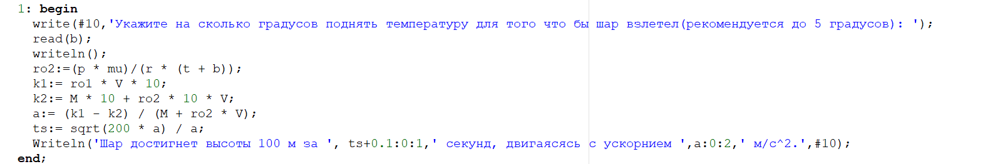 1: begin
write(#10,'Укажите на сколько градусов поднять температуру для того что бы шар взлетел(рекомендуется до 5 градусов): ');
read(b);
writeln();
ro2:=(p * mu)/(r * (t + b));
k1:= ro1 * V * 10;
k2:= M * 10 + ro2 * 10 * V;
a:= (k1 - k2) / (M + ro2 * V);
ts:= sqrt(200 * a) / a;
Writeln('Шар достигнет высоты 100 м за ', ts+0.1:0:1,' секунд, двигаясясь с ускорнием ',a:0:2,' м/с^2.',#10);
end;